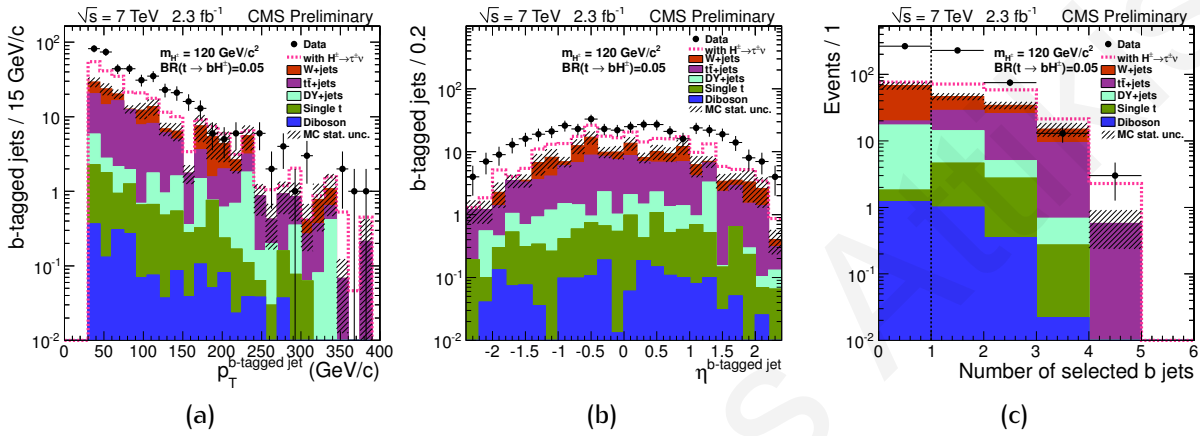 √s = 7 TeV 2.3 fb⁻¹ CMS Preliminary
b-tagged jets / 15 GeV/c
10²
10
1
10⁻¹
10⁻²
m_H± = 120 GeV/c²
BR(t → bH±)=0.05
Data
with H±→τ±ν
W+jets
tt̄+jets
DY+jets
Single t
Diboson
MC stat. unc.
0 50 100 150 200 250 300 350 400
p_T^b-tagged jet (GeV/c)
(a)
√s = 7 TeV 2.3 fb⁻¹ CMS Preliminary
b-tagged jets / 0.2
10²
10
1
10⁻¹
10⁻²
m_H± = 120 GeV/c²
BR(t → bH±)=0.05
Data
with H±→τ±ν
W+jets
tt̄+jets
DY+jets
Single t
Diboson
MC stat. unc.
-2 -1.5 -1 -0.5 0 0.5 1 1.5 2
η^b-tagged jet
(b)
√s = 7 TeV 2.3 fb⁻¹ CMS Preliminary
Events / 1
10²
10
1
10⁻¹
10⁻²
m_H± = 120 GeV/c²
BR(t → bH±)=0.05
Data
with H±→τ±ν
W+jets
tt̄+jets
DY+jets
Single t
Diboson
MC stat. unc.
0 1 2 3 4 5 6
Number of selected b jets
(c)